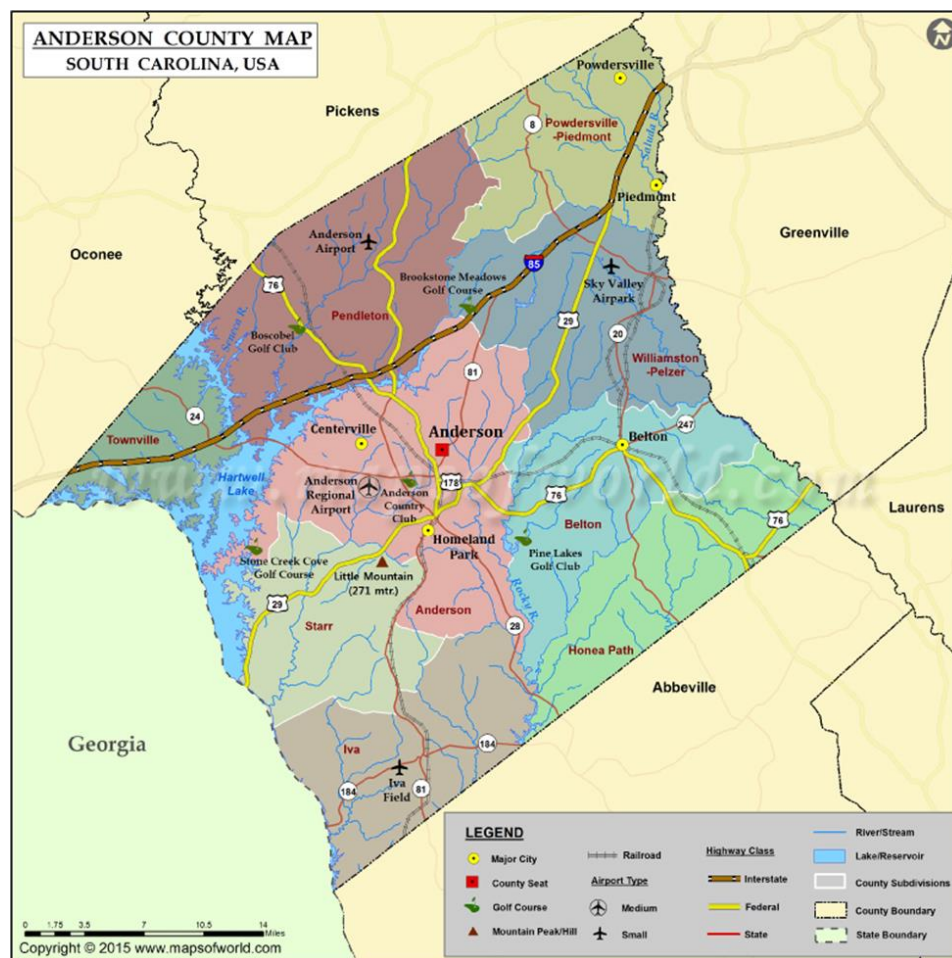 ANDERSON COUNTY MAP
SOUTH CAROLINA, USA
N
Pickens
Powdersville
8
Powdersville
-Piedmont
Saluda R.
Piedmont
Oconee
Greenville
Anderson
Airport
76
Brookstone Meadows
Golf Course
85
Sky Valley
Airpark
Pendleton
Boscobel
Golf Club
Seneca R.
29
20
Williamston
-Pelzer
81
24
Townville
Centerville
Anderson
Belton
247
Hartwell
Lake
Anderson
Regional
Airport
Anderson
Country
Club
178
76
76
Laurens
www.mapsofworld.com
Belton
Homeland
Park
Pine Lakes
Golf Club
Stone Creek Cove
Golf Course
Little Mountain
(271 mtr.)
29
Starr
Anderson
Rocky R.
28
Honea Path
Abbeville
Georgia
Iva
184
Iva
Field
184
81
LEGEND
Major City
County Seat
Golf Course
Mountain Peak/Hill
Railroad
Airport Type
Medium
Small
Highway Class
Interstate
Federal
State
River/Stream
Lake/Reservoir
County Subdivisions
County Boundary
State Boundary
0 1.75 3.5 7 10.5 14
Miles
Copyright © 2015 www.mapsofworld.com